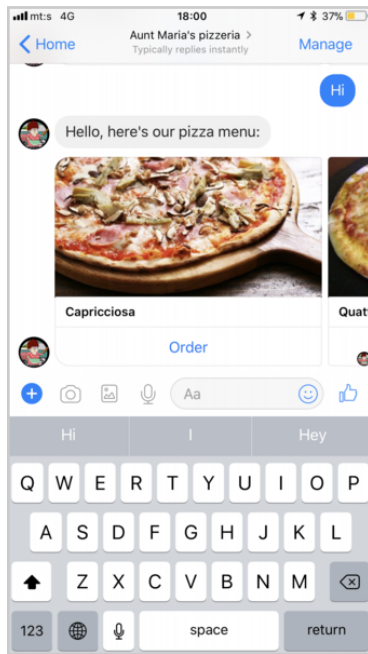 mt:s 4G 18:00 37%
Home Aunt Maria's pizzeria > Manage
Typically replies instantly
Hi
Hello, here's our pizza menu:
Capricciosa Quatt
Order
Aa
Hi I Hey
Q W E R T Y U I O P
A S D F G H J K L
Z X C V B N M
123 space return